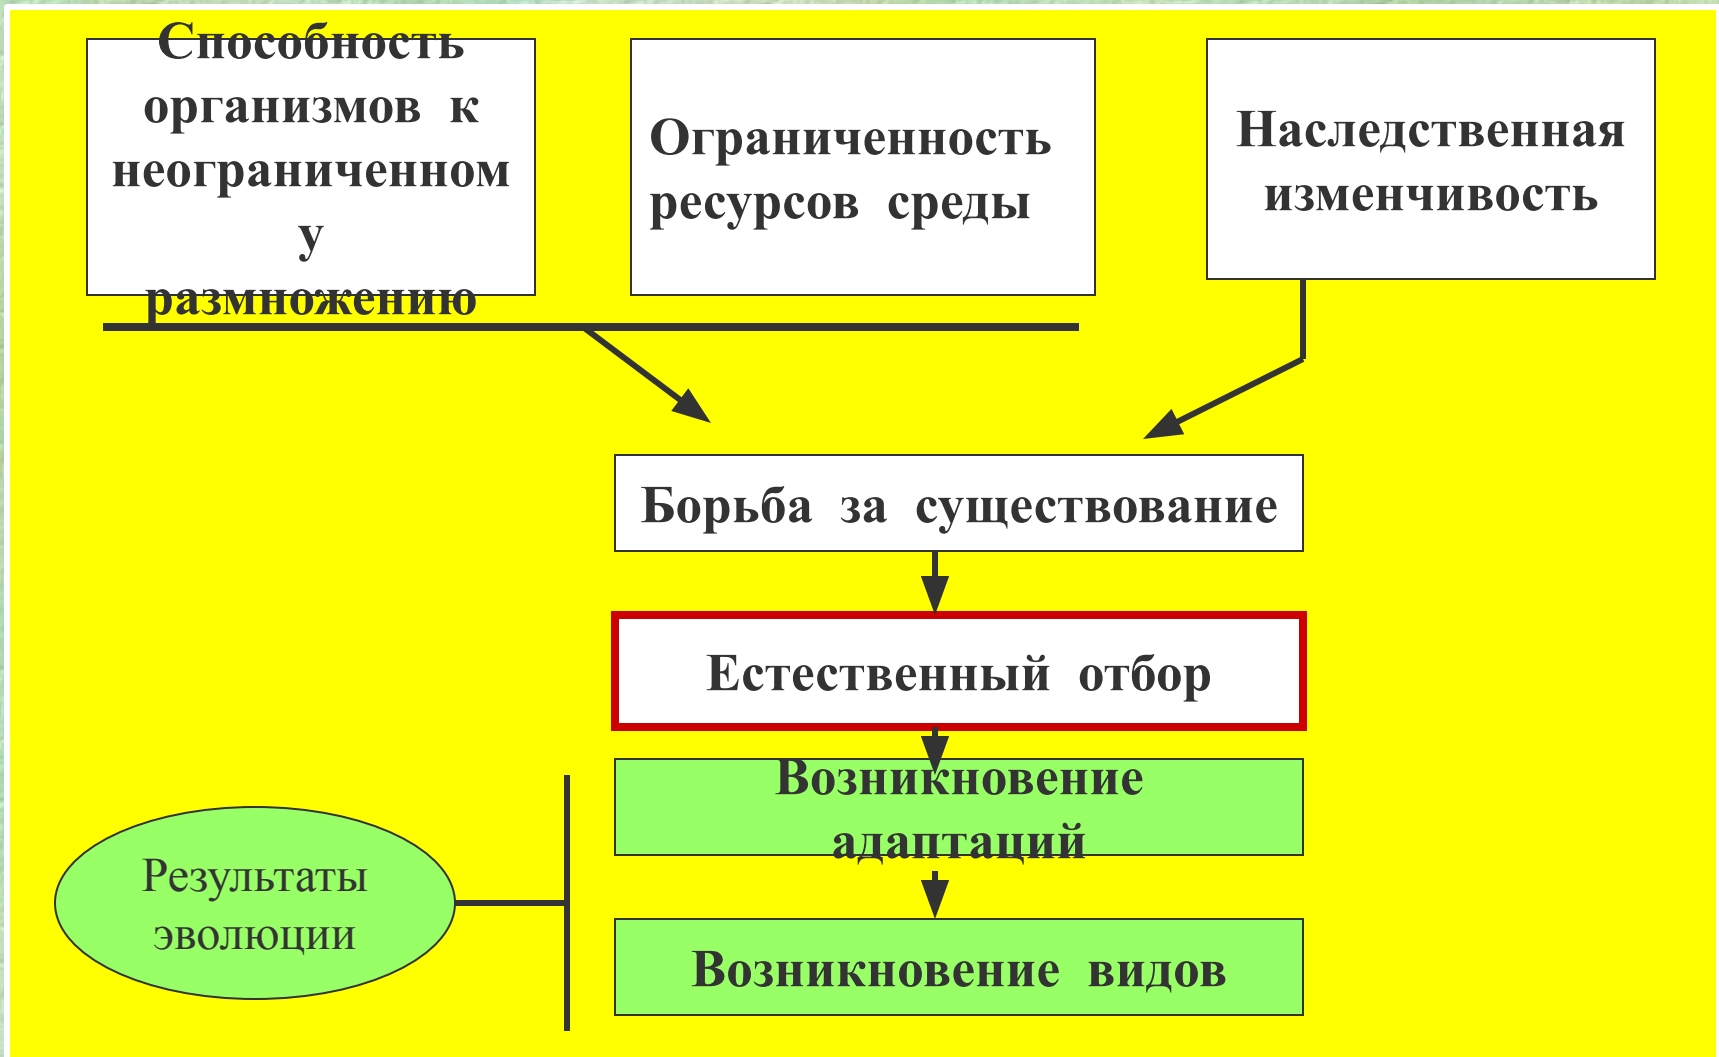 Способность
организмов к
неограниченном
у
размножению
Ограниченность
ресурсов среды
Наследственная
изменчивость
Борьба за существование
Естественный отбор
Возникновение
адаптаций
Результаты
эволюции
Возникновение видов